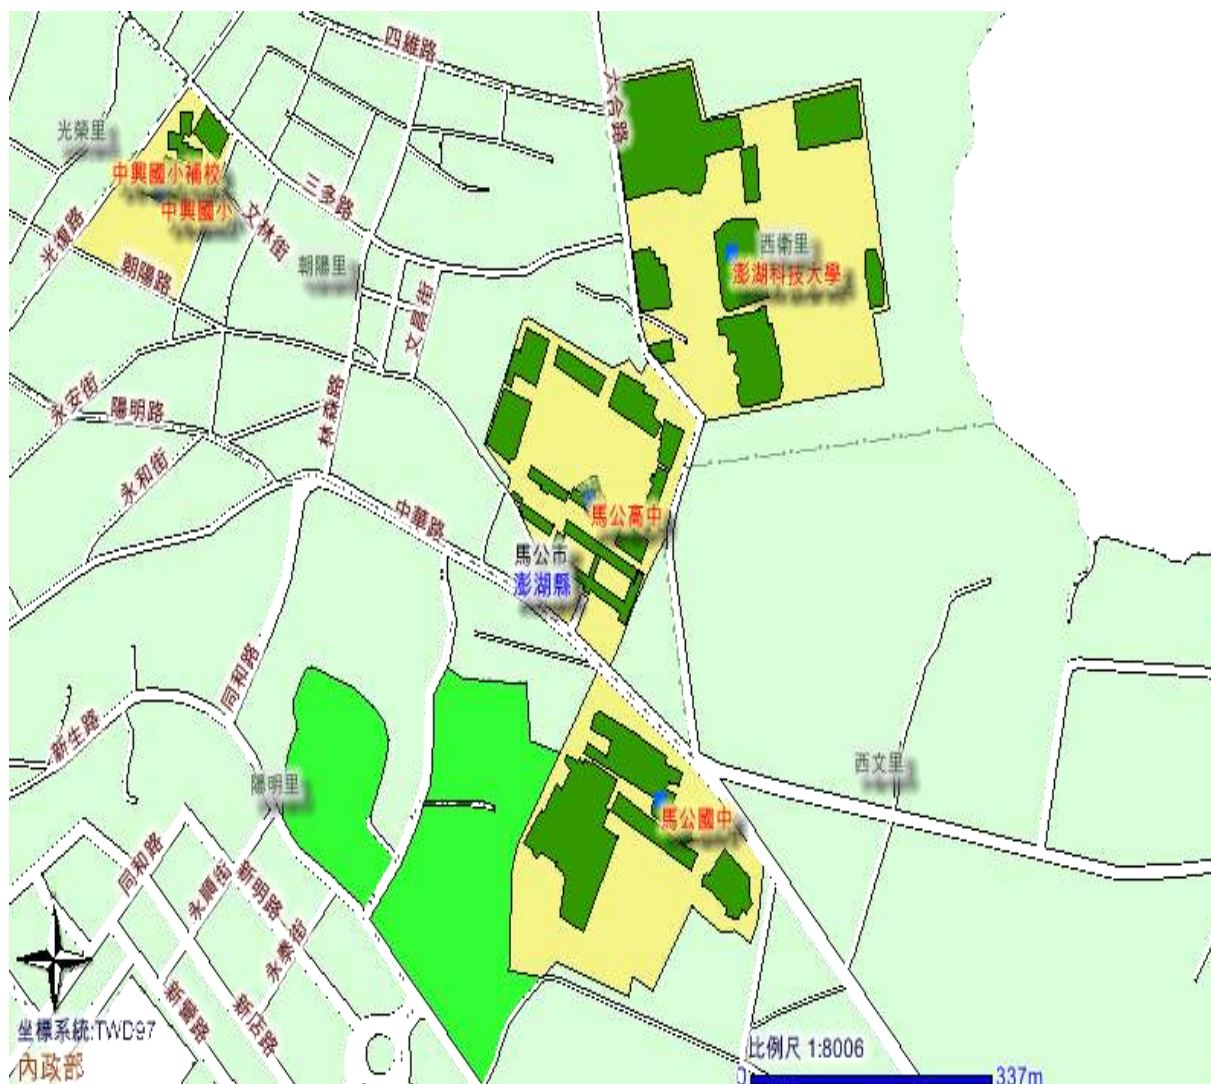 四維路
六合路
光榮里
中興國小補校
中興國小
三多路
文林街
光復路
朝陽路
朝陽里
西衛里
澎湖科技大學
文昌街
永安街
陽明路
林森路
永和街
中華路
馬公高中
馬公市
澎湖縣
同和路
新生路
陽明里
西文里
馬公國中
同和路
永順街
新明路
永泰街
新店路
坐標系統:TWD97
內政部
比例尺 1:8006
0
337m